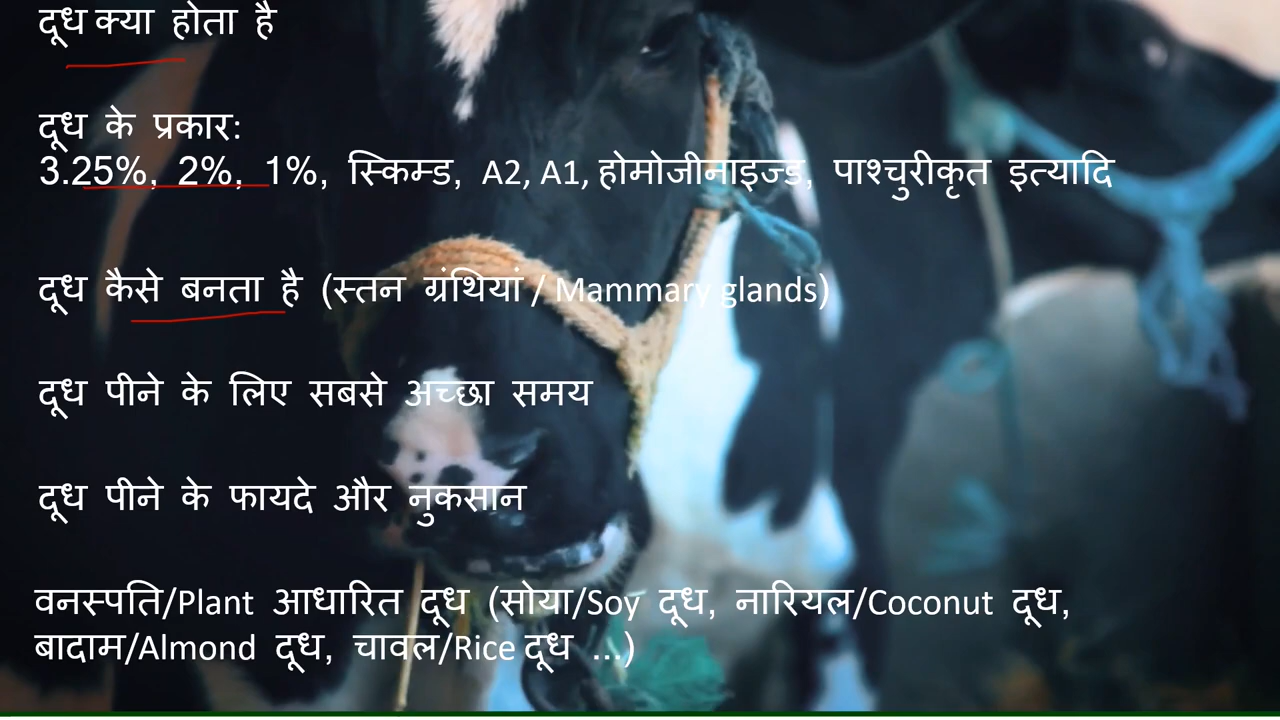 दूध क्या होता है
दूध के प्रकार:
3.25%, 2%, 1%, स्किम्ड, A2, A1, होमोजीनाइज्ड, पाश्चुरीकृत इत्यादि
दूध कैसे बनता है (स्तन ग्रंथियां / Mammary glands)
दूध पीने के लिए सबसे अच्छा समय
दूध पीने के फायदे और नुकसान
वनस्पति/Plant आधारित दूध (सोया/Soy दूध, नारियल/Coconut दूध,
बादाम/Almond दूध, चावल/Rice दूध ...)